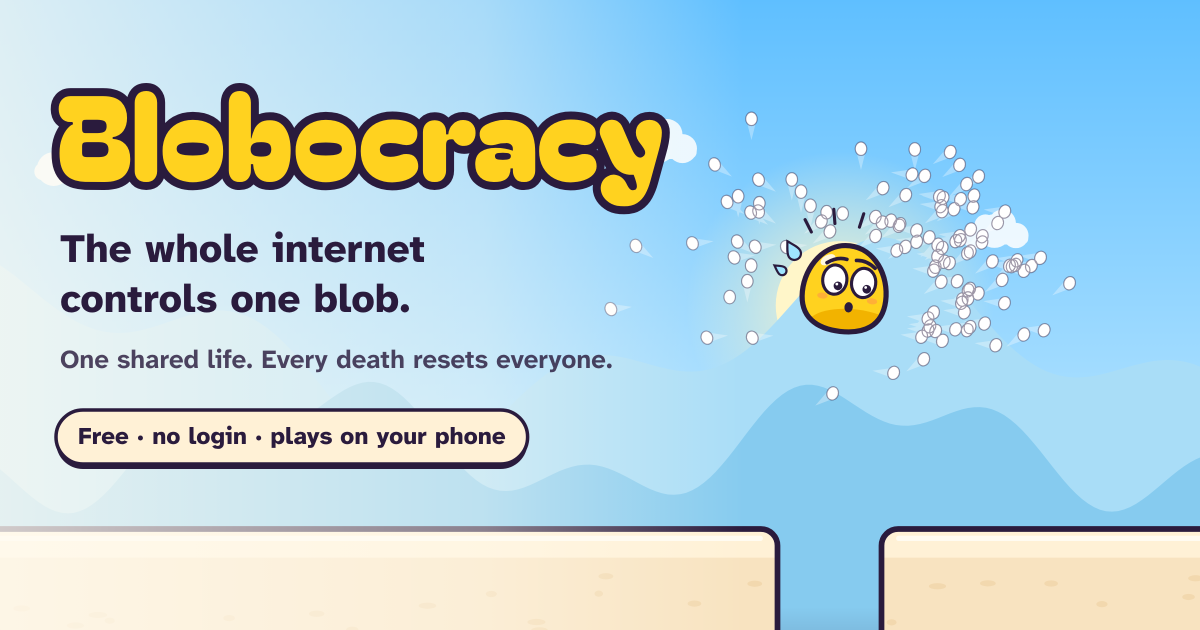 Blobocracy
The whole internet
controls one blob.
One shared life. Every death resets everyone.
Free · no login · plays on your phone